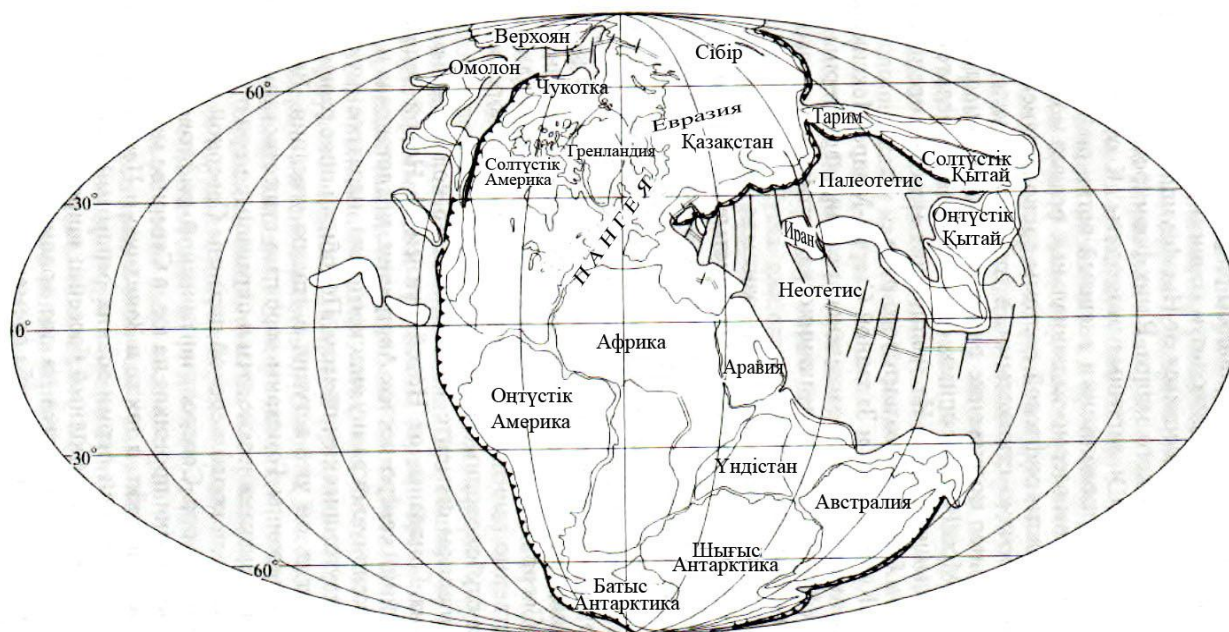 Верхоян
Сібір
Омолон
60°
Чукотка
Тарим
Евразия
Қазақстан
Гренландия
Солтүстік
Америка
Солтүстік
Қытай
Палеотетис
30°
ПАНГЕЯ
Оңтүстік
Қытай
Иран
Неотетис
0°
Африка
Аравия
Оңтүстік
Америка
30°
Үндістан
Австралия
Шығыс
Антарктика
60°
Батыс
Антарктика